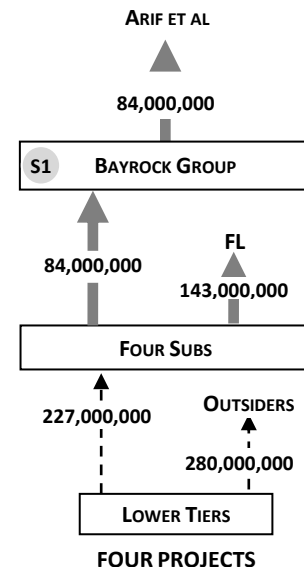 ARIF ET AL
84,000,000
S1 BAYROCK GROUP
FL
84,000,000
143,000,000
FOUR SUBS
OUTSIDERS
227,000,000
280,000,000
LOWER TIERS
FOUR PROJECTS